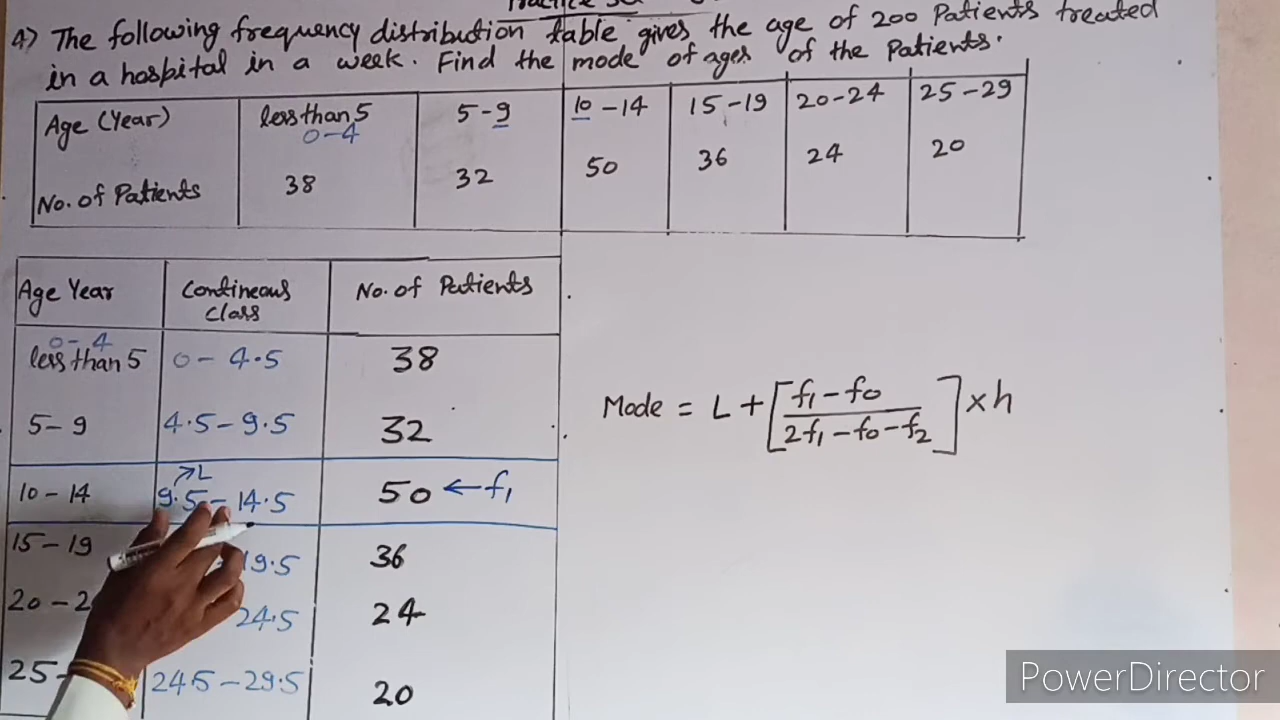 4) The following frequency distribution table gives the age of 200 Patients treated
in a hospital in a week. Find the mode of ages of the Patients.
Age (Year) less than 5 5-9 10-14 15-19 20-24 25-29
0-4
No. of Patients 38 32 50 36 24 20
Age Year Contineous class No. of Patients
0-4
less than 5 0-4.5 38
5-9 4.5-9.5 32
↗L
10-14 9.5-14.5 50 ←f₁
15-19 19.5 36
20-2 24.5 24
25- 24.5-29.5 20
Mode = L + [f₁-f₀ / 2f₁-f₀-f₂] × h
PowerDirector